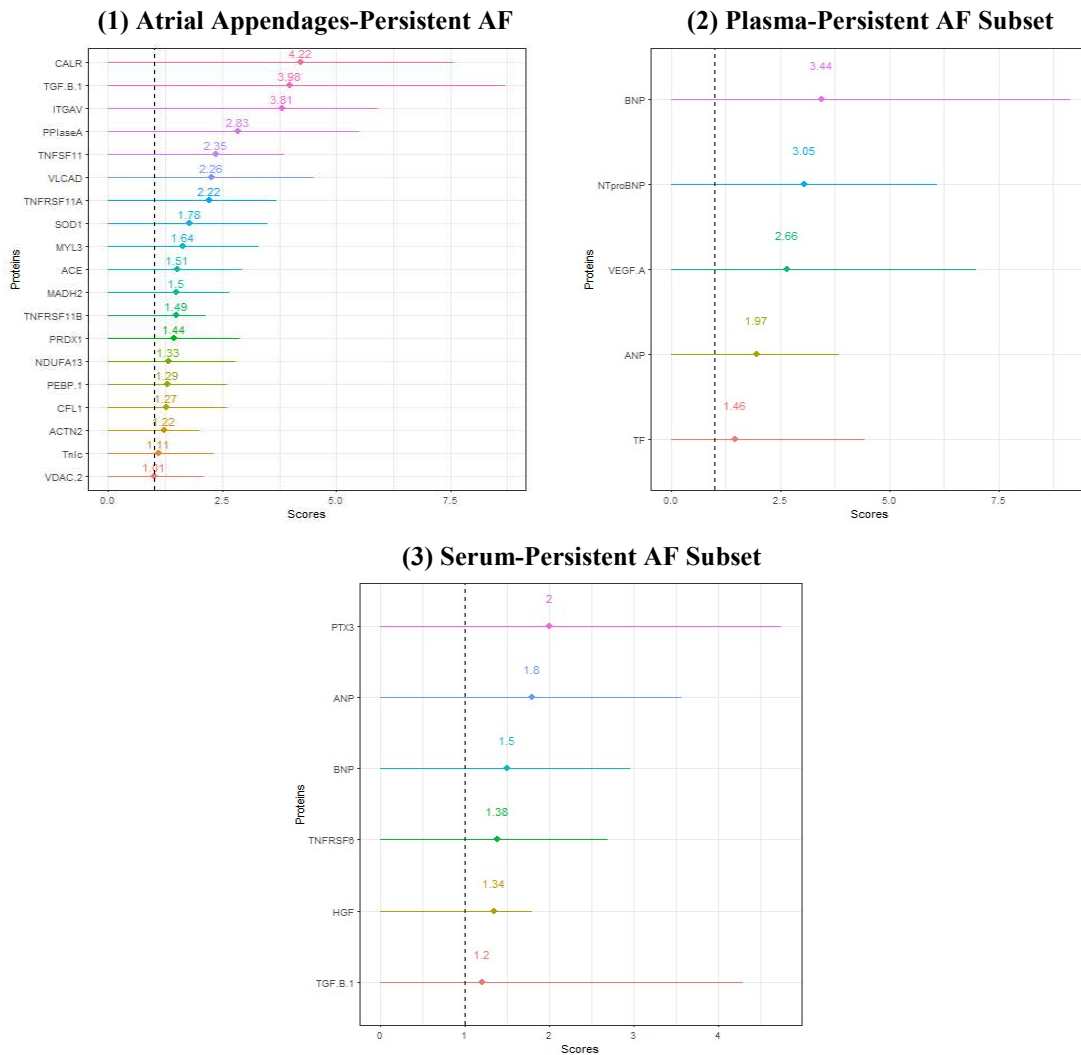 (1) Atrial Appendages-Persistent AF
Proteins
CALR 4.22
TGF.B.1 3.98
ITGAV 3.81
PPIaseA 2.83
TNFSF11 2.35
VLCAD 2.26
TNFRSF11A 2.22
SOD1 1.78
MYL3 1.64
ACE 1.51
MADH2 1.5
TNFRSF11B 1.49
PRDX1 1.44
NDUFA13 1.33
PEBP.1 1.29
CFL1 1.27
ACTN2 1.22
TnIc 1.11
VDAC.2 1.01
0.0 2.5 5.0 7.5
Scores
(2) Plasma-Persistent AF Subset
Proteins
BNP 3.44
NTproBNP 3.05
VEGF.A 2.66
ANP 1.97
TF 1.46
0.0 2.5 5.0 7.5
Scores
(3) Serum-Persistent AF Subset
Proteins
PTX3 2
ANP 1.8
BNP 1.5
TNFRSF6 1.38
HGF 1.34
TGF.B.1 1.2
0 1 2 3 4
Scores